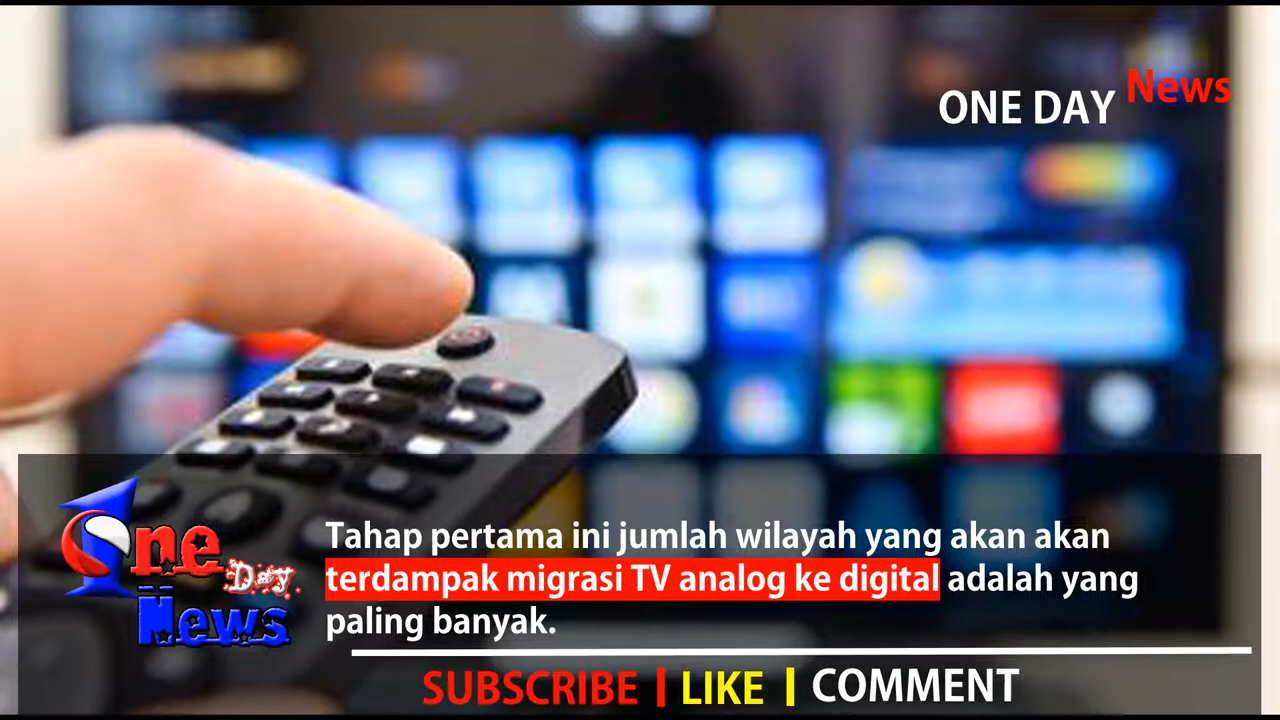 ONE DAY News
One Day
News
Tahap pertama ini jumlah wilayah yang akan akan
terdampak migrasi TV analog ke digital adalah yang
paling banyak.
SUBSCRIBE | LIKE | COMMENT